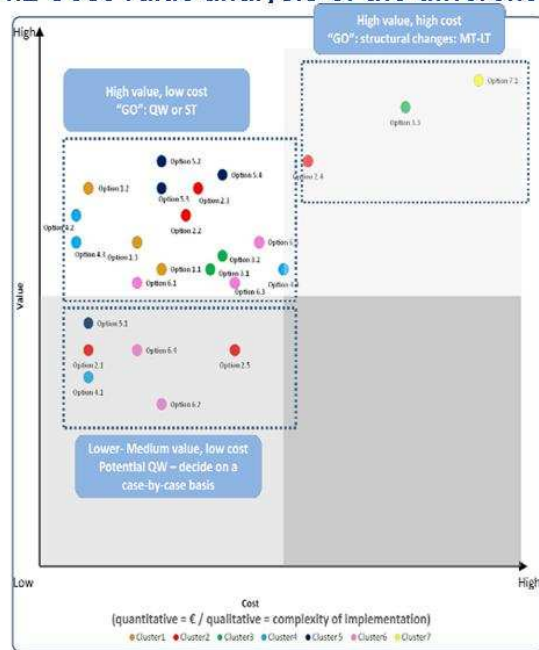 High
High value, high cost
"GO": structural changes: MT-LT
High value, low cost
"GO": QW or ST
Option 7.1
Option 3.3
Option 5.2
Option 2.4
Option 5.4
Option 1.2
Option 5.3
Option 2.3
Option 4.2
Option 2.2
Option 4.3
Option 1.3
Option 3.2
Option 1.1
Option 3.1
Option 6.1
Option 6.3
Value
Option 5.1
Option 2.1
Option 6.4
Option 2.5
Option 4.1
Option 6.2
Lower- Medium value, low cost
Potential QW – decide on a
case-by-case basis
Low
High
Cost
(quantitative = € / qualitative = complexity of implementation)
Cluster1 Cluster2 Cluster3 Cluster4 Cluster5 Cluster6 Cluster7